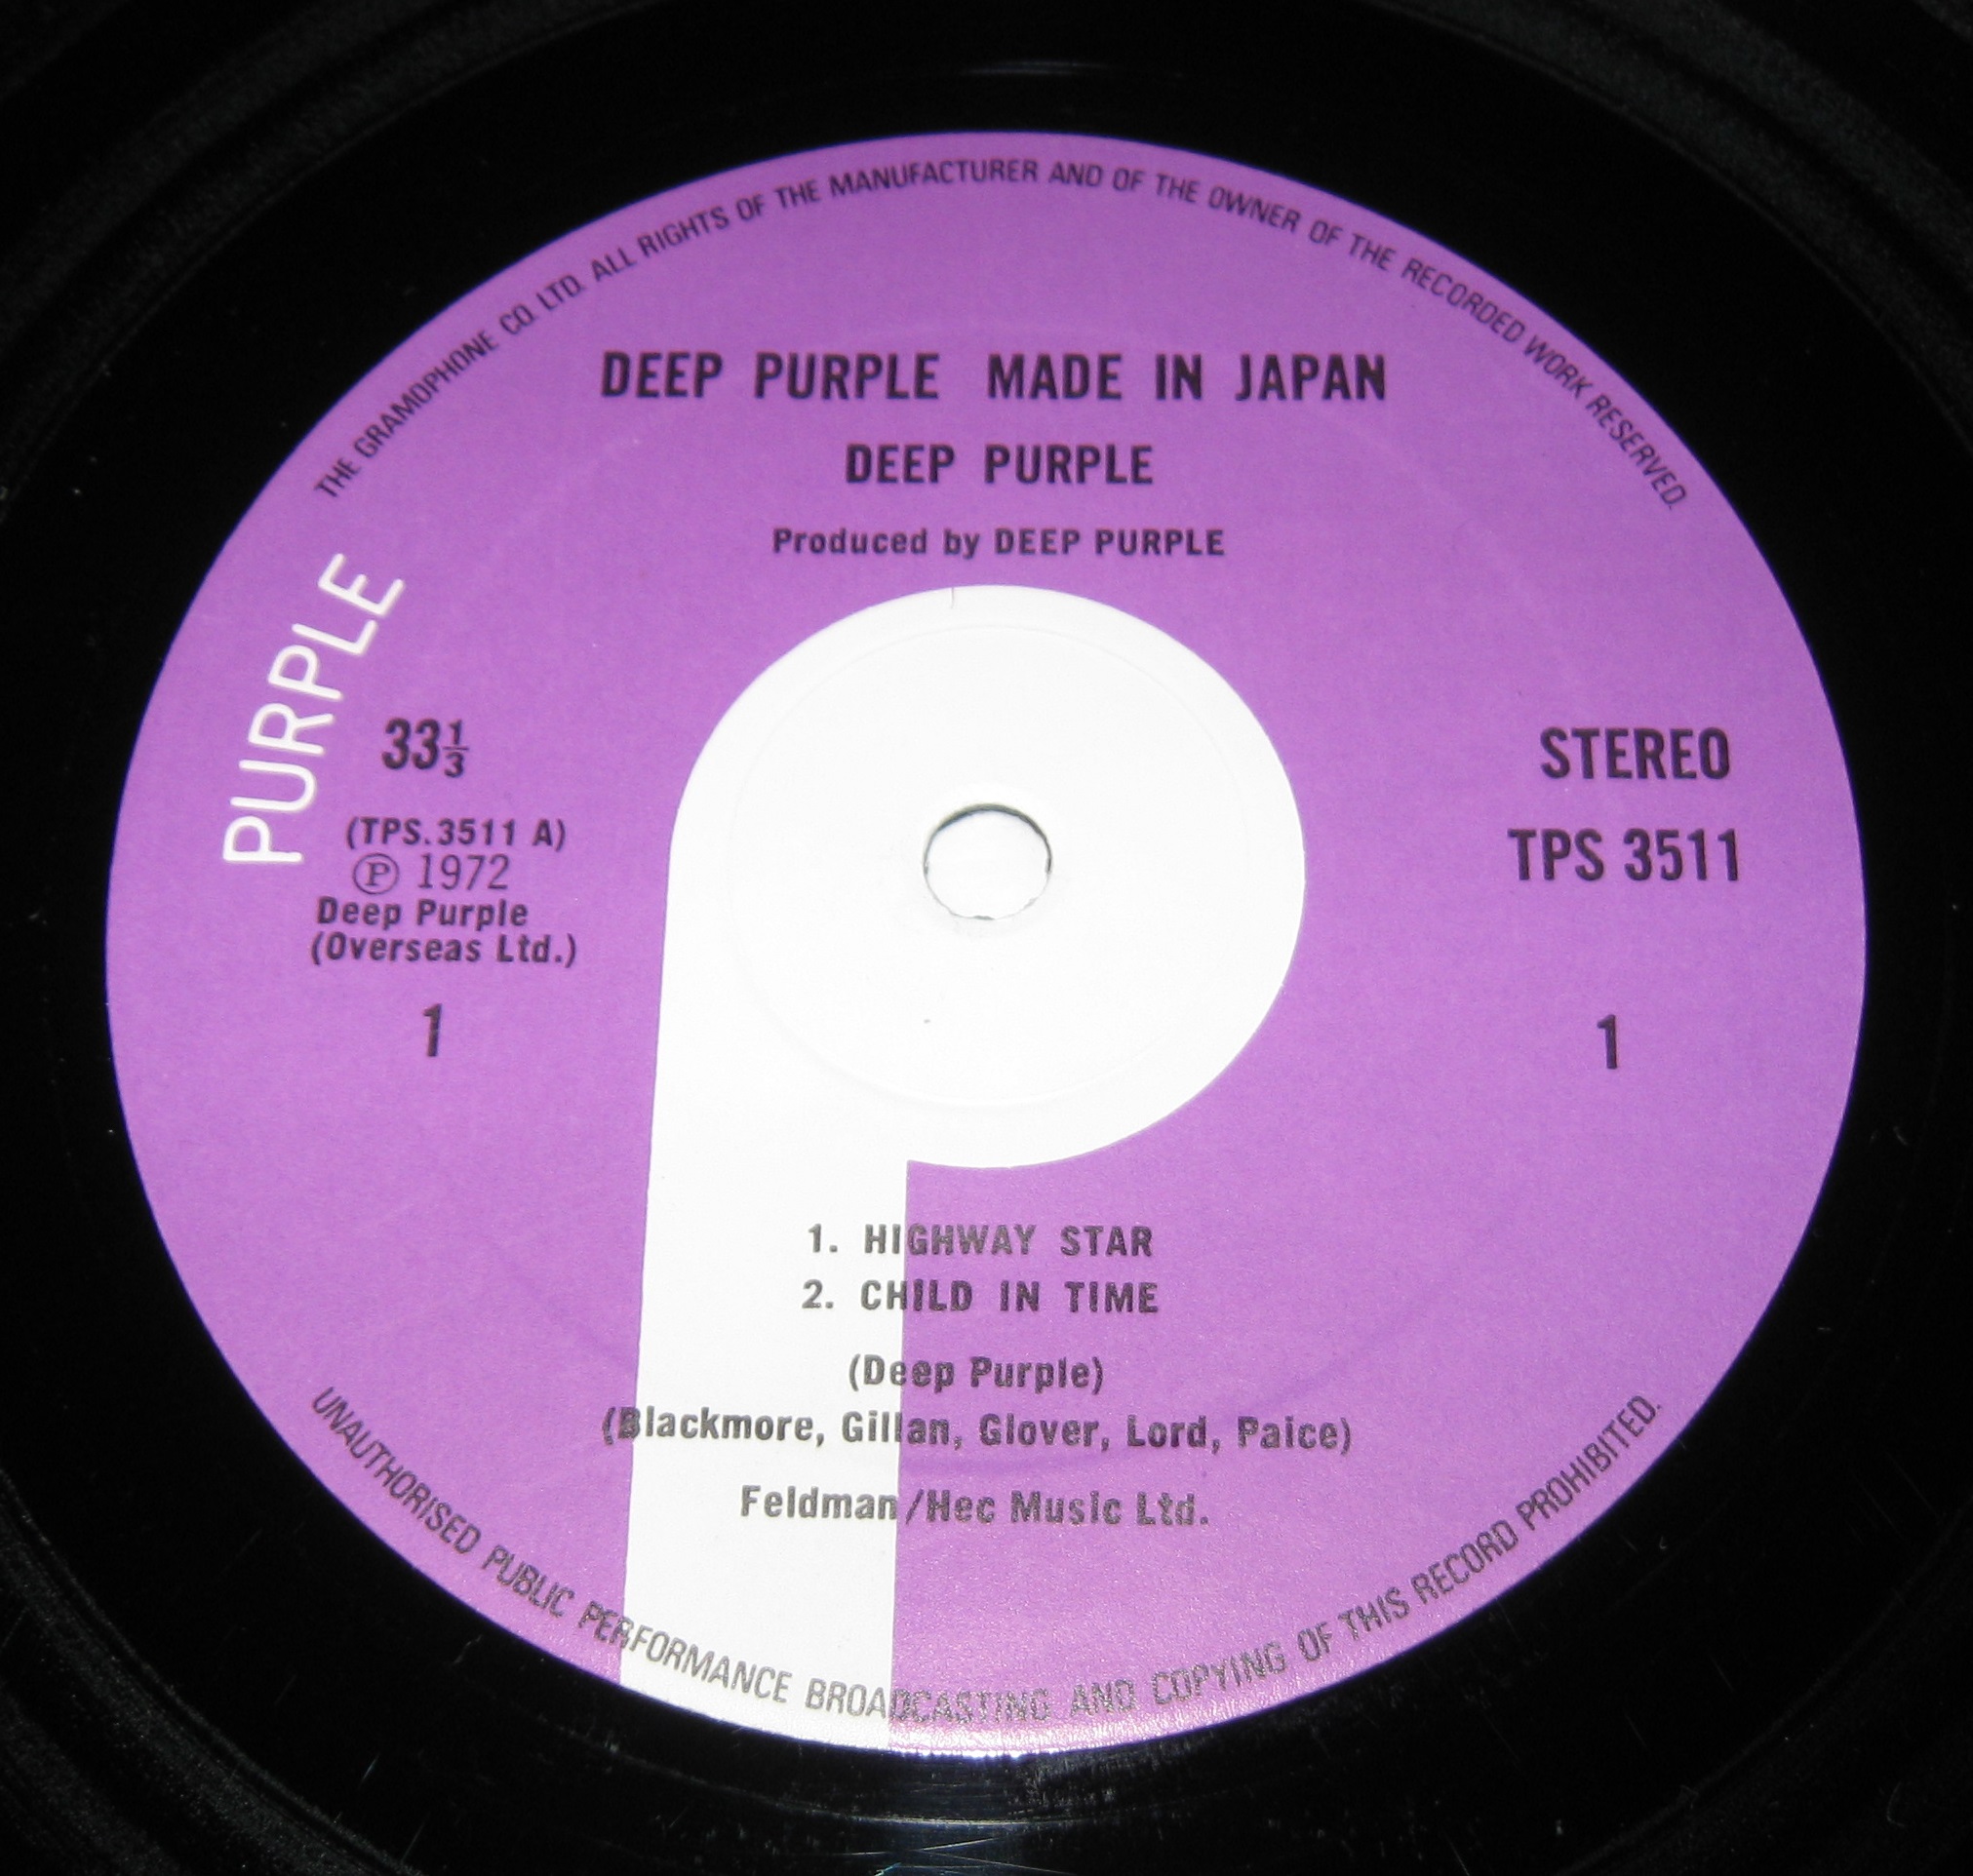 THE GRAMOPHONE CO. LTD. ALL RIGHTS OF THE MANUFACTURER AND OF THE OWNER OF THE RECORDED WORK RESERVED.
DEEP PURPLE MADE IN JAPAN
DEEP PURPLE
Produced by DEEP PURPLE
PURPLE
33⅓
(TPS.3511 A)
Ⓟ 1972
Deep Purple
(Overseas Ltd.)
1
STEREO
TPS 3511
1
1. HIGHWAY STAR
2. CHILD IN TIME
(Deep Purple)
(Blackmore, Gillan, Glover, Lord, Paice)
Feldman/Hec Music Ltd.
UNAUTHORISED PUBLIC PERFORMANCE BROADCASTING AND COPYING OF THIS RECORD PROHIBITED.